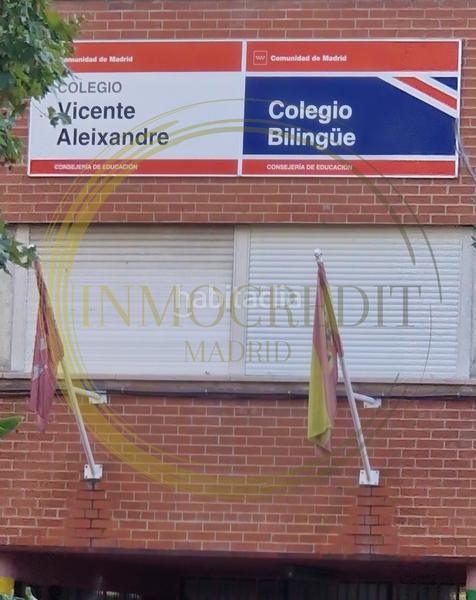 Comunidad de Madrid
COLEGIO
Vicente
Aleixandre
CONSEJERÍA DE EDUCACIÓN
Comunidad de Madrid
Colegio
Bilingüe
CONSEJERÍA DE EDUCACIÓN
habitaclia
INMOCREDIT
MADRID